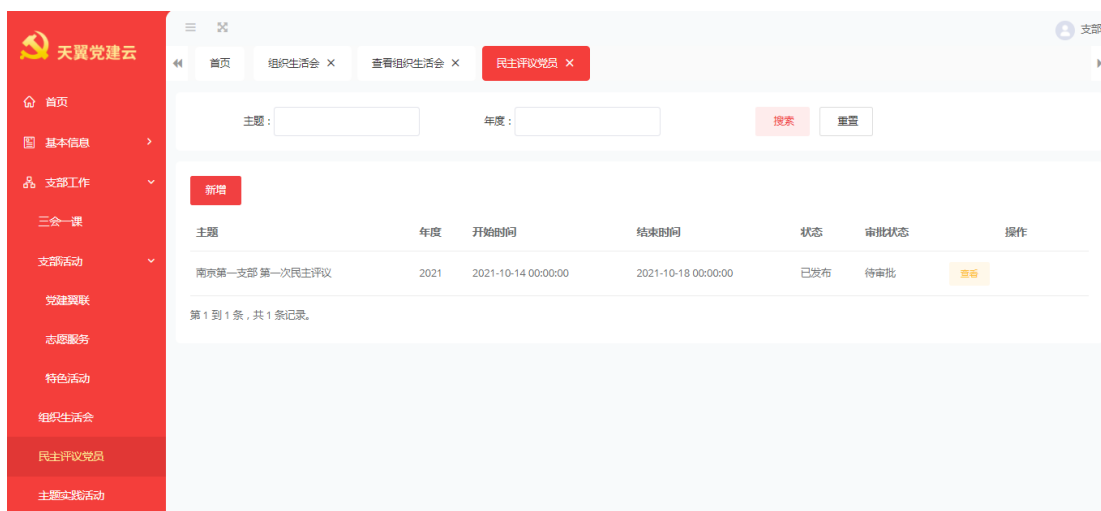 天翼党建云
支部
首页
组织生活会 ×
查看组织生活会 ×
民主评议党员 ×
首页
基本信息
支部工作
三会一课
支部活动
党建翼联
志愿服务
特色活动
组织生活会
民主评议党员
主题实践活动
主题： 年度： 搜索 重置
新增
主题 年度 开始时间 结束时间 状态 审批状态 操作
南京第一支部 第一次民主评议 2021 2021-10-14 00:00:00 2021-10-18 00:00:00 已发布 待审批 查看
第 1 到 1 条，共 1 条记录。